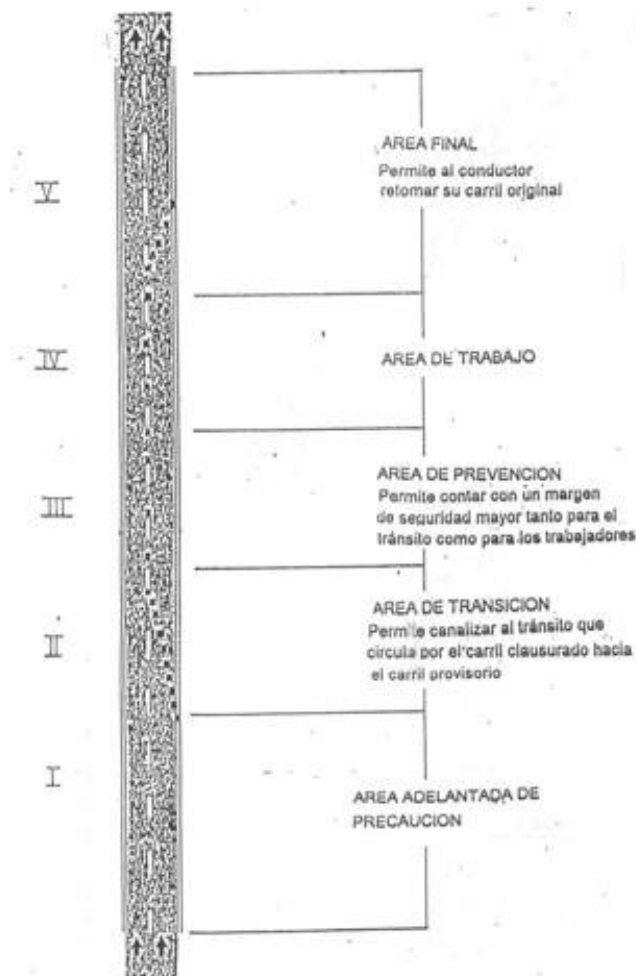 V
AREA FINAL
Permite al conductor
retomar su carril original
IV
AREA DE TRABAJO
III
AREA DE PREVENCION
Permite contar con un margen
de seguridad mayor tanto para el
tránsito como para los trabajadores
II
AREA DE TRANSICION
Permite canalizar al tránsito que
circula por el carril clausurado hacia
el carril provisorio
I
AREA ADELANTADA DE
PRECAUCION